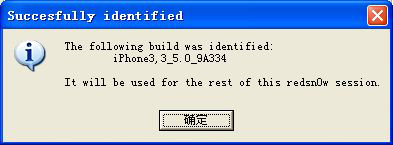 Succesfully identified
The following build was identified:
iPhone3,3_5.0_9A334
It will be used for the rest of this redsn0w session.
确定